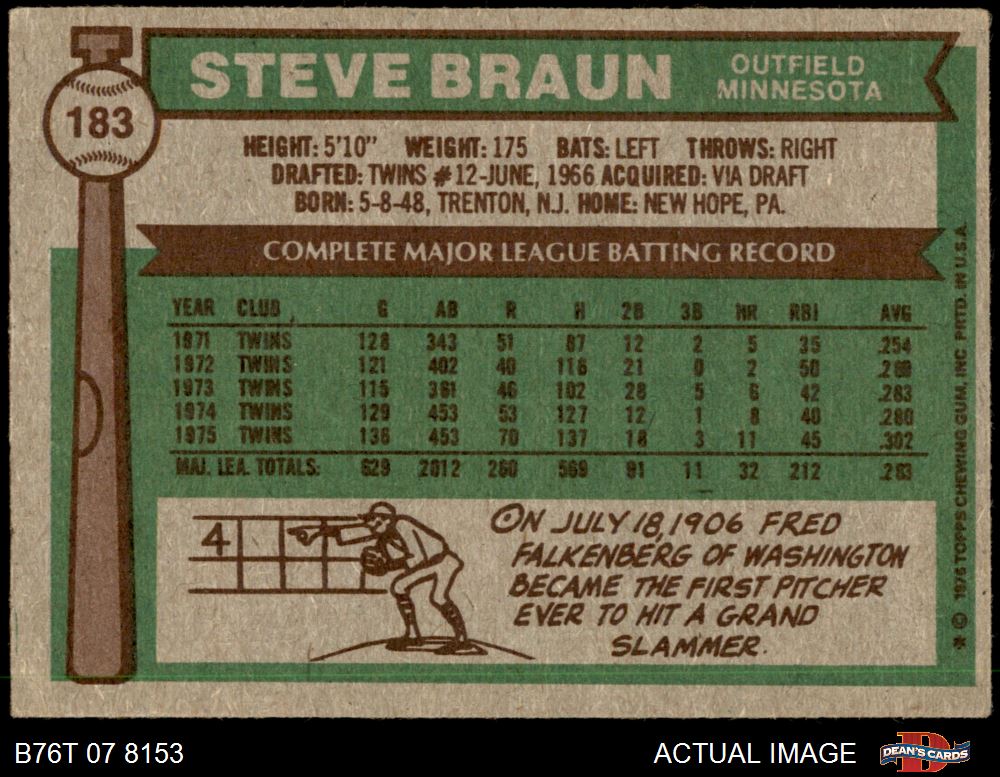 183
STEVE BRAUN
OUTFIELD
MINNESOTA
HEIGHT: 5'10" WEIGHT: 175 BATS: LEFT THROWS: RIGHT
DRAFTED: TWINS #12-JUNE, 1966 ACQUIRED: VIA DRAFT
BORN: 5-8-48, TRENTON, N.J. HOME: NEW HOPE, PA.
COMPLETE MAJOR LEAGUE BATTING RECORD
YEAR CLUB G AB R H 2B 3B HR RBI AVG
1971 TWINS 128 343 51 87 12 2 5 35 .254
1972 TWINS 121 402 40 116 21 0 2 50
1973 TWINS 115 361 46 102 28 5 6 42 .283
1974 TWINS 129 453 53 127 12 1 8 40 .280
1975 TWINS 136 453 70 137 18 3 11 45 .302
MAJ. LEA. TOTALS: 629 2012 260 569 91 11 32 212 .283
4
ON JULY 18, 1906 FRED
FALKENBERG OF WASHINGTON
BECAME THE FIRST PITCHER
EVER TO HIT A GRAND
SLAMMER.
* © 1976 TOPPS CHEWING GUM, INC. PRTD. IN U.S.A.
B76T 07 8153
ACTUAL IMAGE
D
DEAN'S CARDS